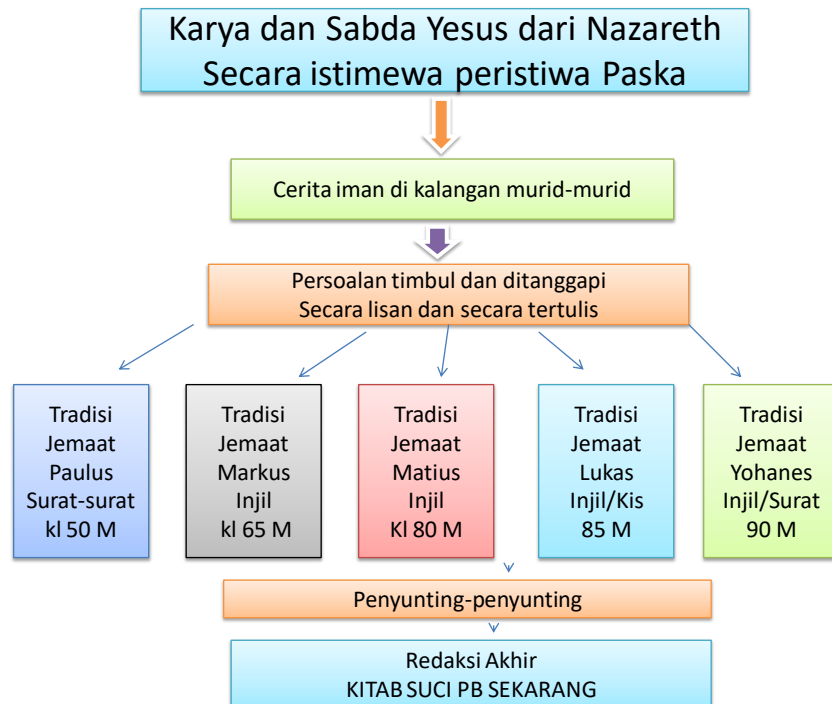 Karya dan Sabda Yesus dari Nazareth
Secara istimewa peristiwa Paska
Cerita iman di kalangan murid-murid
Persoalan timbul dan ditanggapi
Secara lisan dan secara tertulis
Tradisi
Jemaat
Paulus
Surat-surat
kl 50 M
Tradisi
Jemaat
Markus
Injil
kl 65 M
Tradisi
Jemaat
Matius
Injil
Kl 80 M
Tradisi
Jemaat
Lukas
Injil/Kis
85 M
Tradisi
Jemaat
Yohanes
Injil/Surat
90 M
Penyunting-penyunting
Redaksi Akhir
KITAB SUCI PB SEKARANG